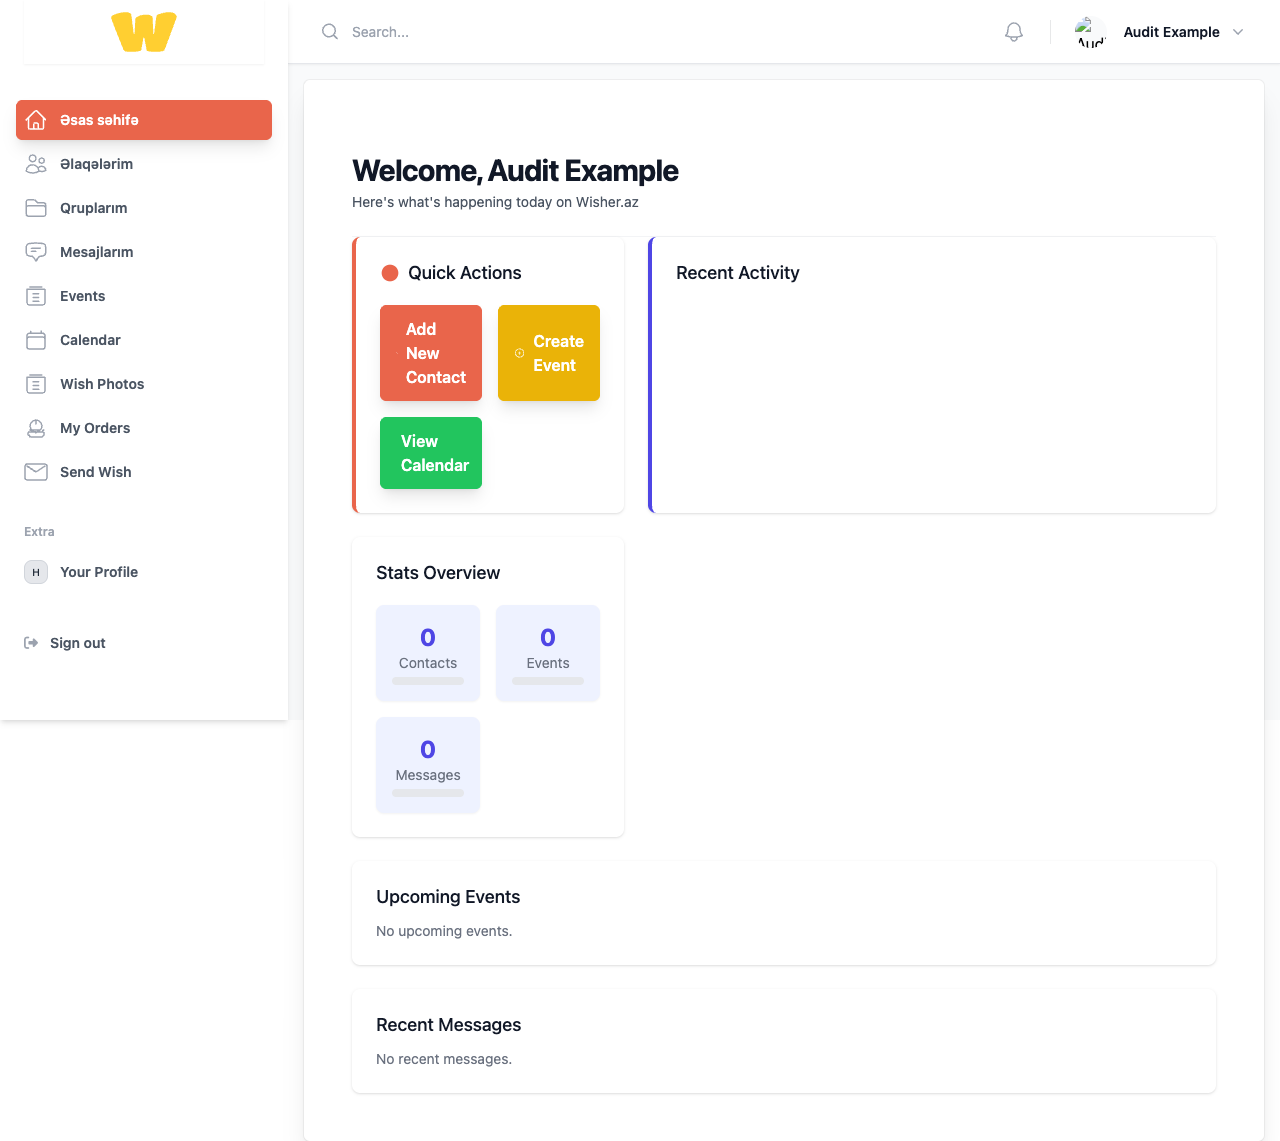 W
Search...
Audit Example
Əsas səhifə
Əlaqələrim
Qruplarım
Mesajlarım
Events
Calendar
Wish Photos
My Orders
Send Wish
Extra
H
Your Profile
Sign out
Welcome, Audit Example
Here's what's happening today on Wisher.az
Quick Actions
Add
New
Contact
Create
Event
View
Calendar
Recent Activity
Stats Overview
0
Contacts
0
Events
0
Messages
Upcoming Events
No upcoming events.
Recent Messages
No recent messages.